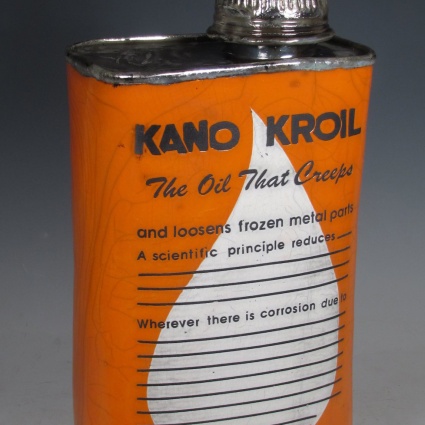 KANO KROIL
The Oil That Creeps
and loosens frozen metal parts
A scientific principle reduces
Wherever there is corrosion due to